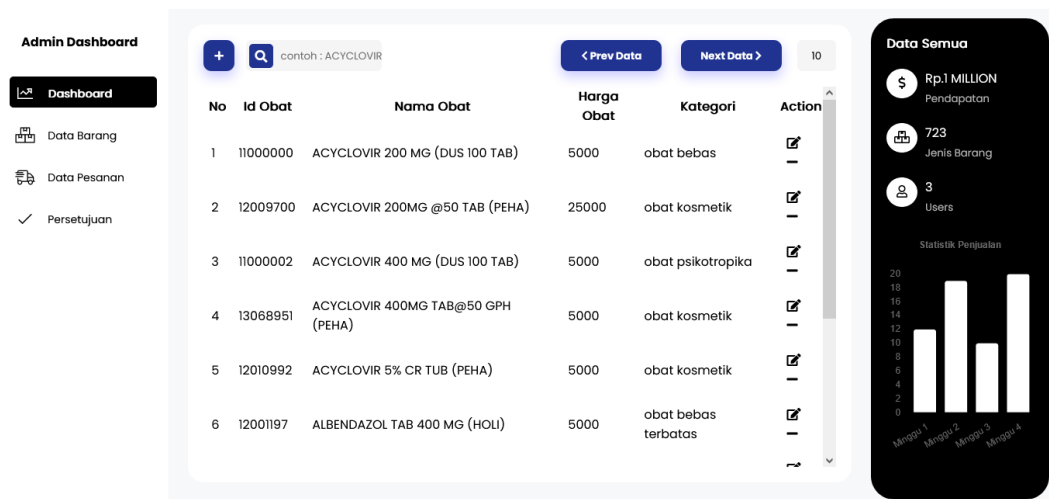 Admin Dashboard
Dashboard
Data Barang
Data Pesanan
Persetujuan
+ contoh : ACYCLOVIR < Prev Data Next Data > 10
No Id Obat Nama Obat Harga Obat Kategori Action
1 11000000 ACYCLOVIR 200 MG (DUS 100 TAB) 5000 obat bebas
2 12009700 ACYCLOVIR 200MG @50 TAB (PEHA) 25000 obat kosmetik
3 11000002 ACYCLOVIR 400 MG (DUS 100 TAB) 5000 obat psikotropika
4 13068951 ACYCLOVIR 400MG TAB@50 GPH (PEHA) 5000 obat kosmetik
5 12010992 ACYCLOVIR 5% CR TUB (PEHA) 5000 obat kosmetik
6 12001197 ALBENDAZOL TAB 400 MG (HOLI) 5000 obat bebas terbatas
Data Semua
$ Rp.1 MILLION
Pendapatan
723
Jenis Barang
3
Users
Statistik Penjualan
20
18
16
14
12
10
8
6
4
2
0
Minggu 1 Minggu 2 Minggu 3 Minggu 4